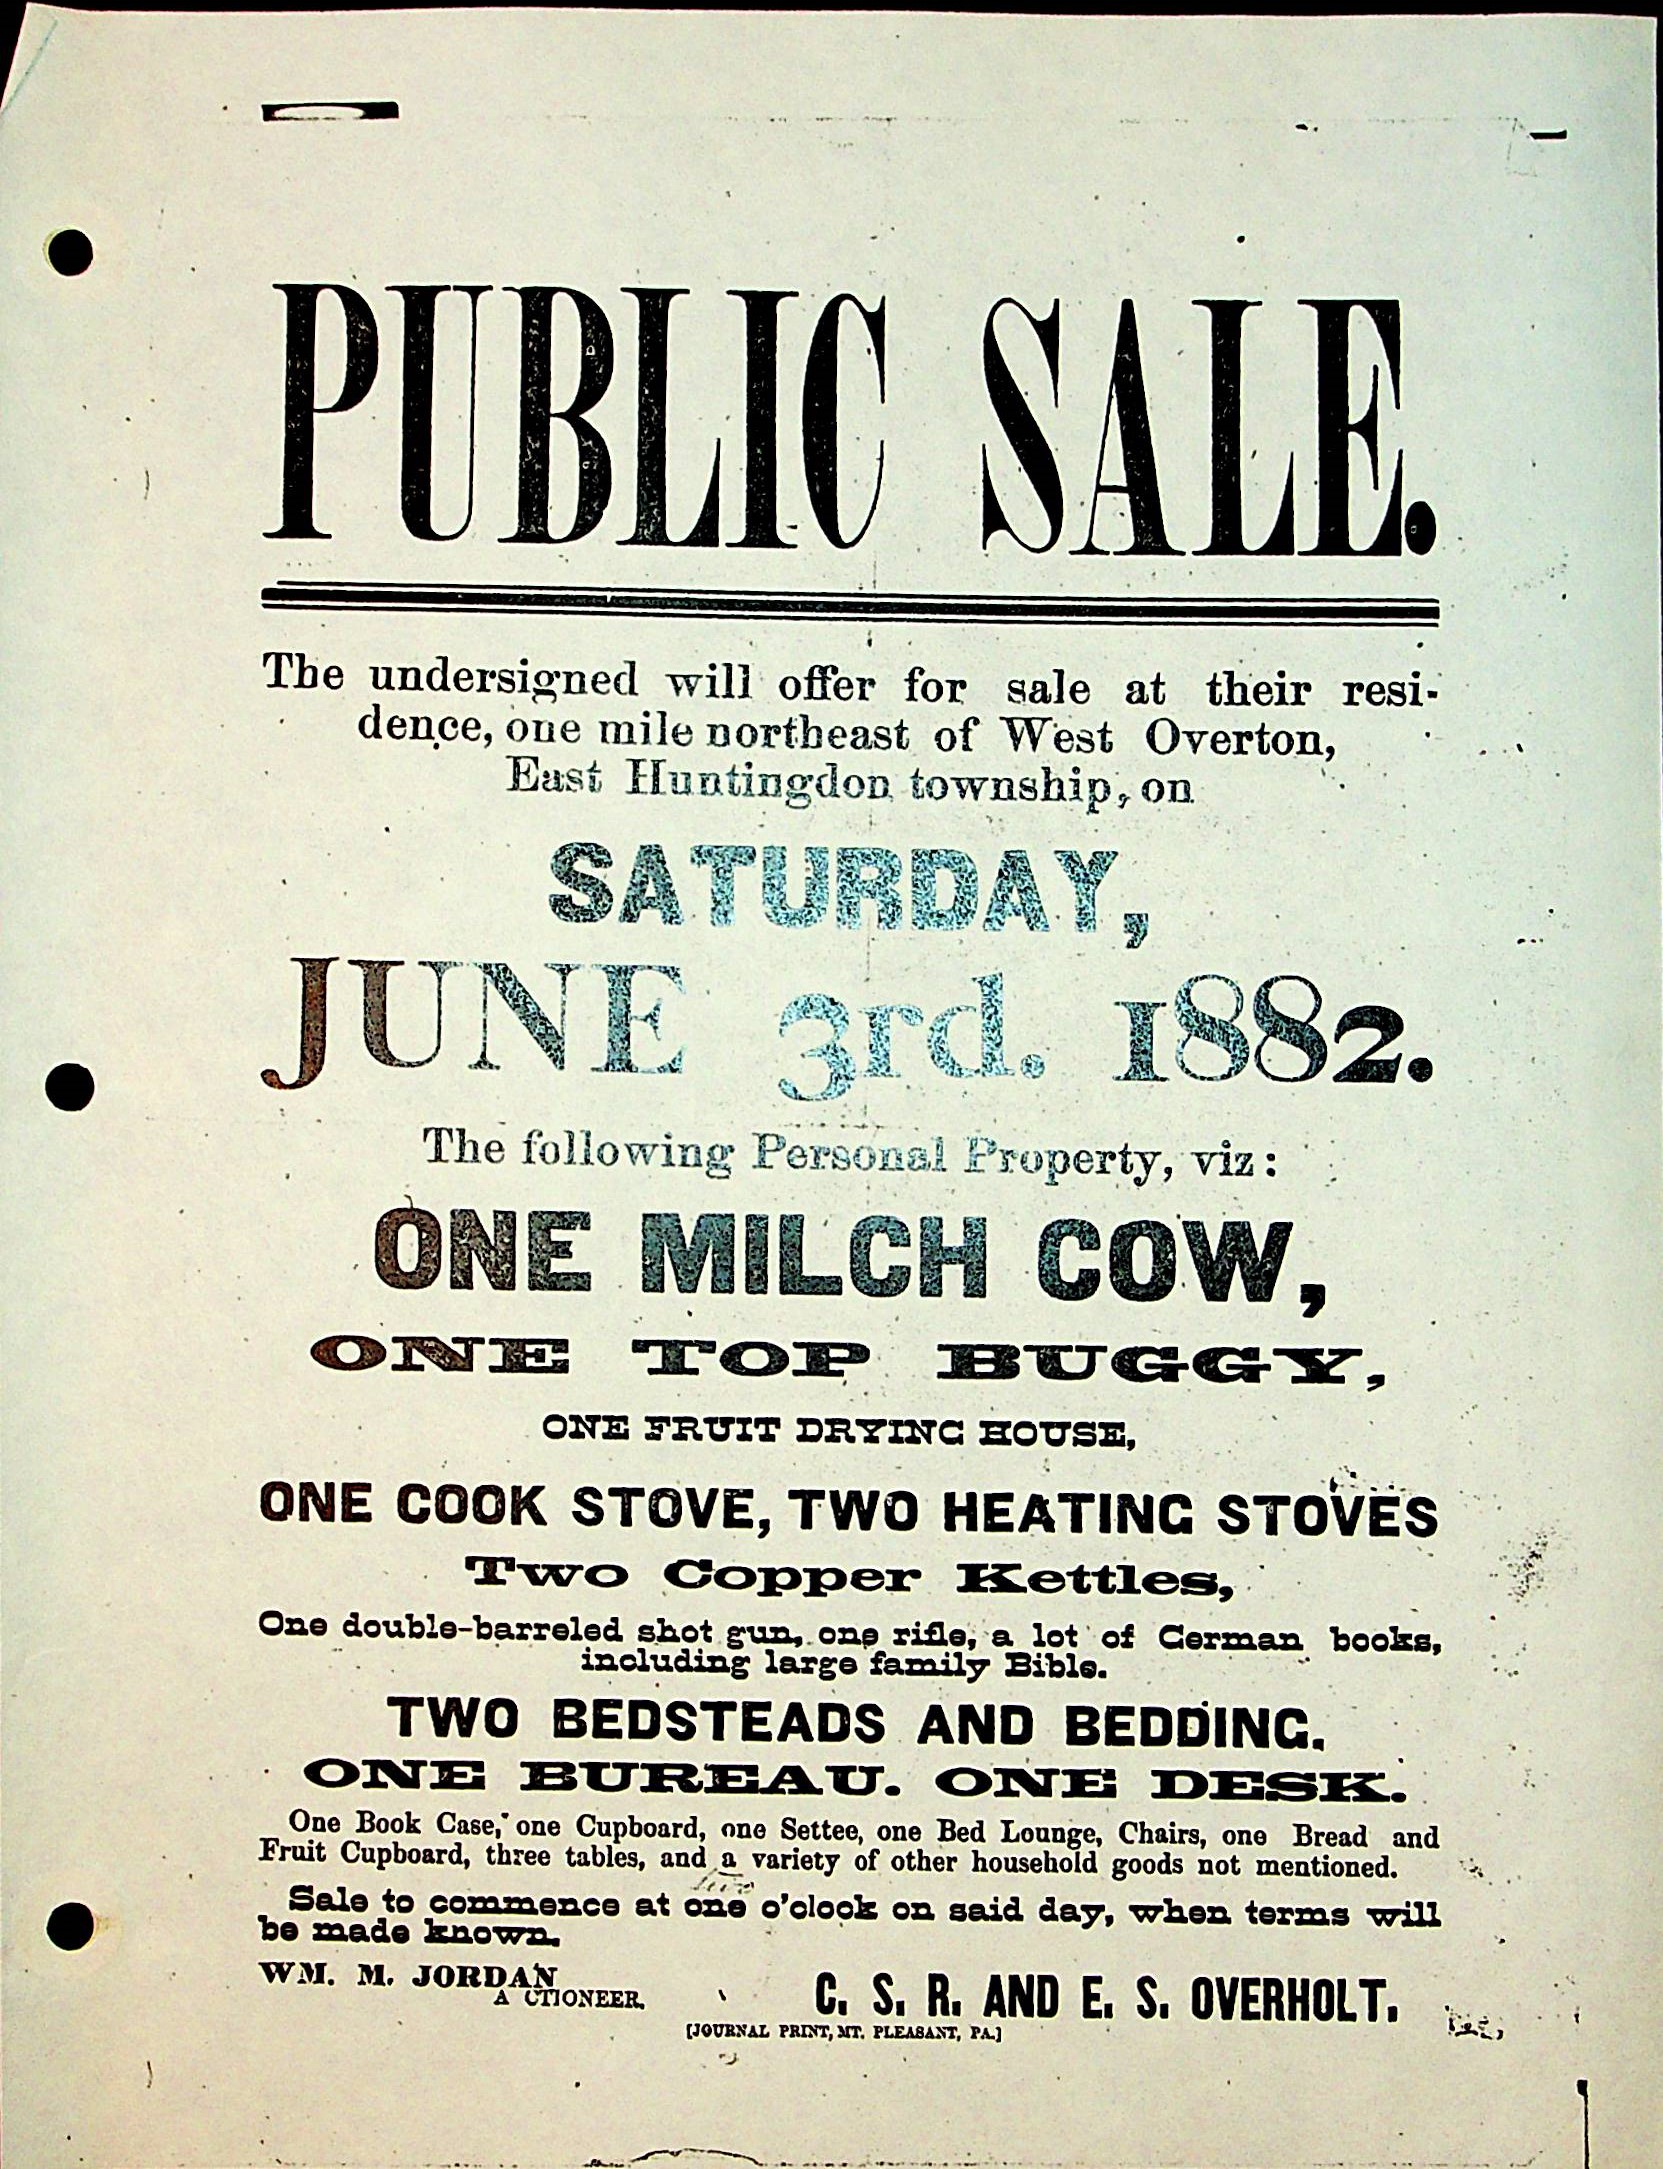 PUBLIC SALE.
The undersigned will offer for sale at their resi-
dence, one mile northeast of West Overton,
East Huntingdon township, on
SATURDAY,
JUNE 3rd. 1882.
The following Personal Property, viz:
ONE MILCH COW,
ONE TOP BUGGY,
ONE FRUIT DRYING HOUSE,
ONE COOK STOVE, TWO HEATING STOVES
Two Copper Kettles,
One double-barreled shot gun, one rifle, a lot of German books,
including large family Bible.
TWO BEDSTEADS AND BEDDING.
ONE BUREAU. ONE DESK.
One Book Case, one Cupboard, one Settee, one Bed Lounge, Chairs, one Bread and
Fruit Cupboard, three tables, and a variety of other household goods not mentioned.
Sale to commence at one o'clock on said day, when terms will
be made known.
WM. M. JORDAN
A CTIONEER.
C. S. R. AND E. S. OVERHOLT.
[JOURNAL PRINT, MT. PLEASANT, PA.]